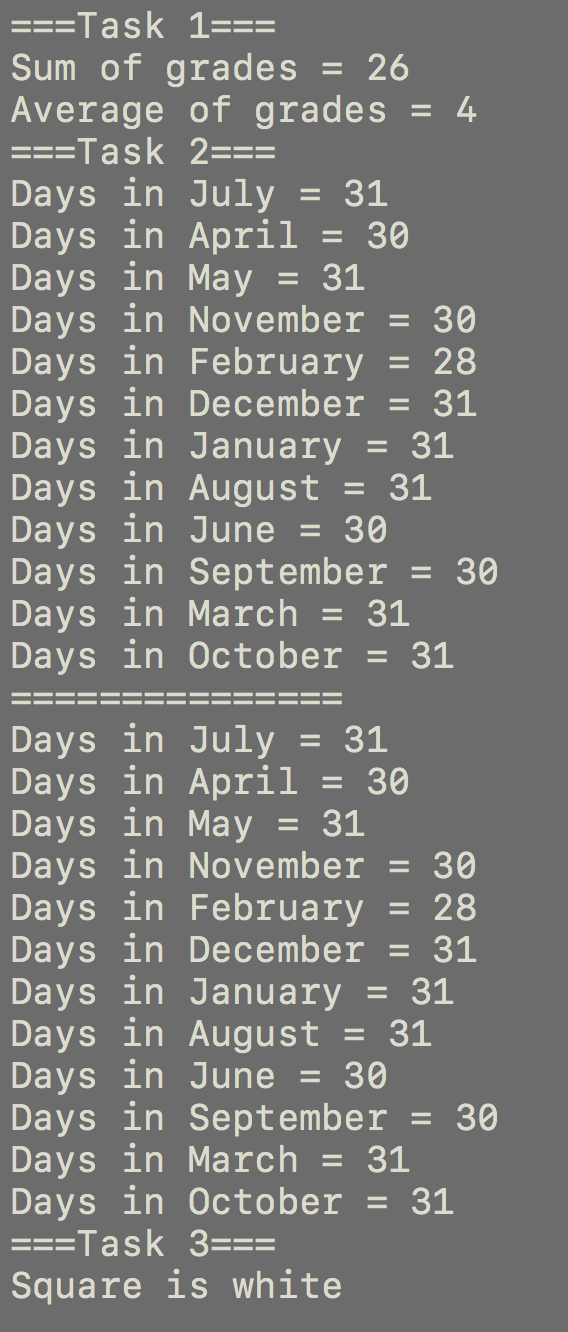 ===Task 1===
Sum of grades = 26
Average of grades = 4
===Task 2===
Days in July = 31
Days in April = 30
Days in May = 31
Days in November = 30
Days in February = 28
Days in December = 31
Days in January = 31
Days in August = 31
Days in June = 30
Days in September = 30
Days in March = 31
Days in October = 31
===============
Days in July = 31
Days in April = 30
Days in May = 31
Days in November = 30
Days in February = 28
Days in December = 31
Days in January = 31
Days in August = 31
Days in June = 30
Days in September = 30
Days in March = 31
Days in October = 31
===Task 3===
Square is white